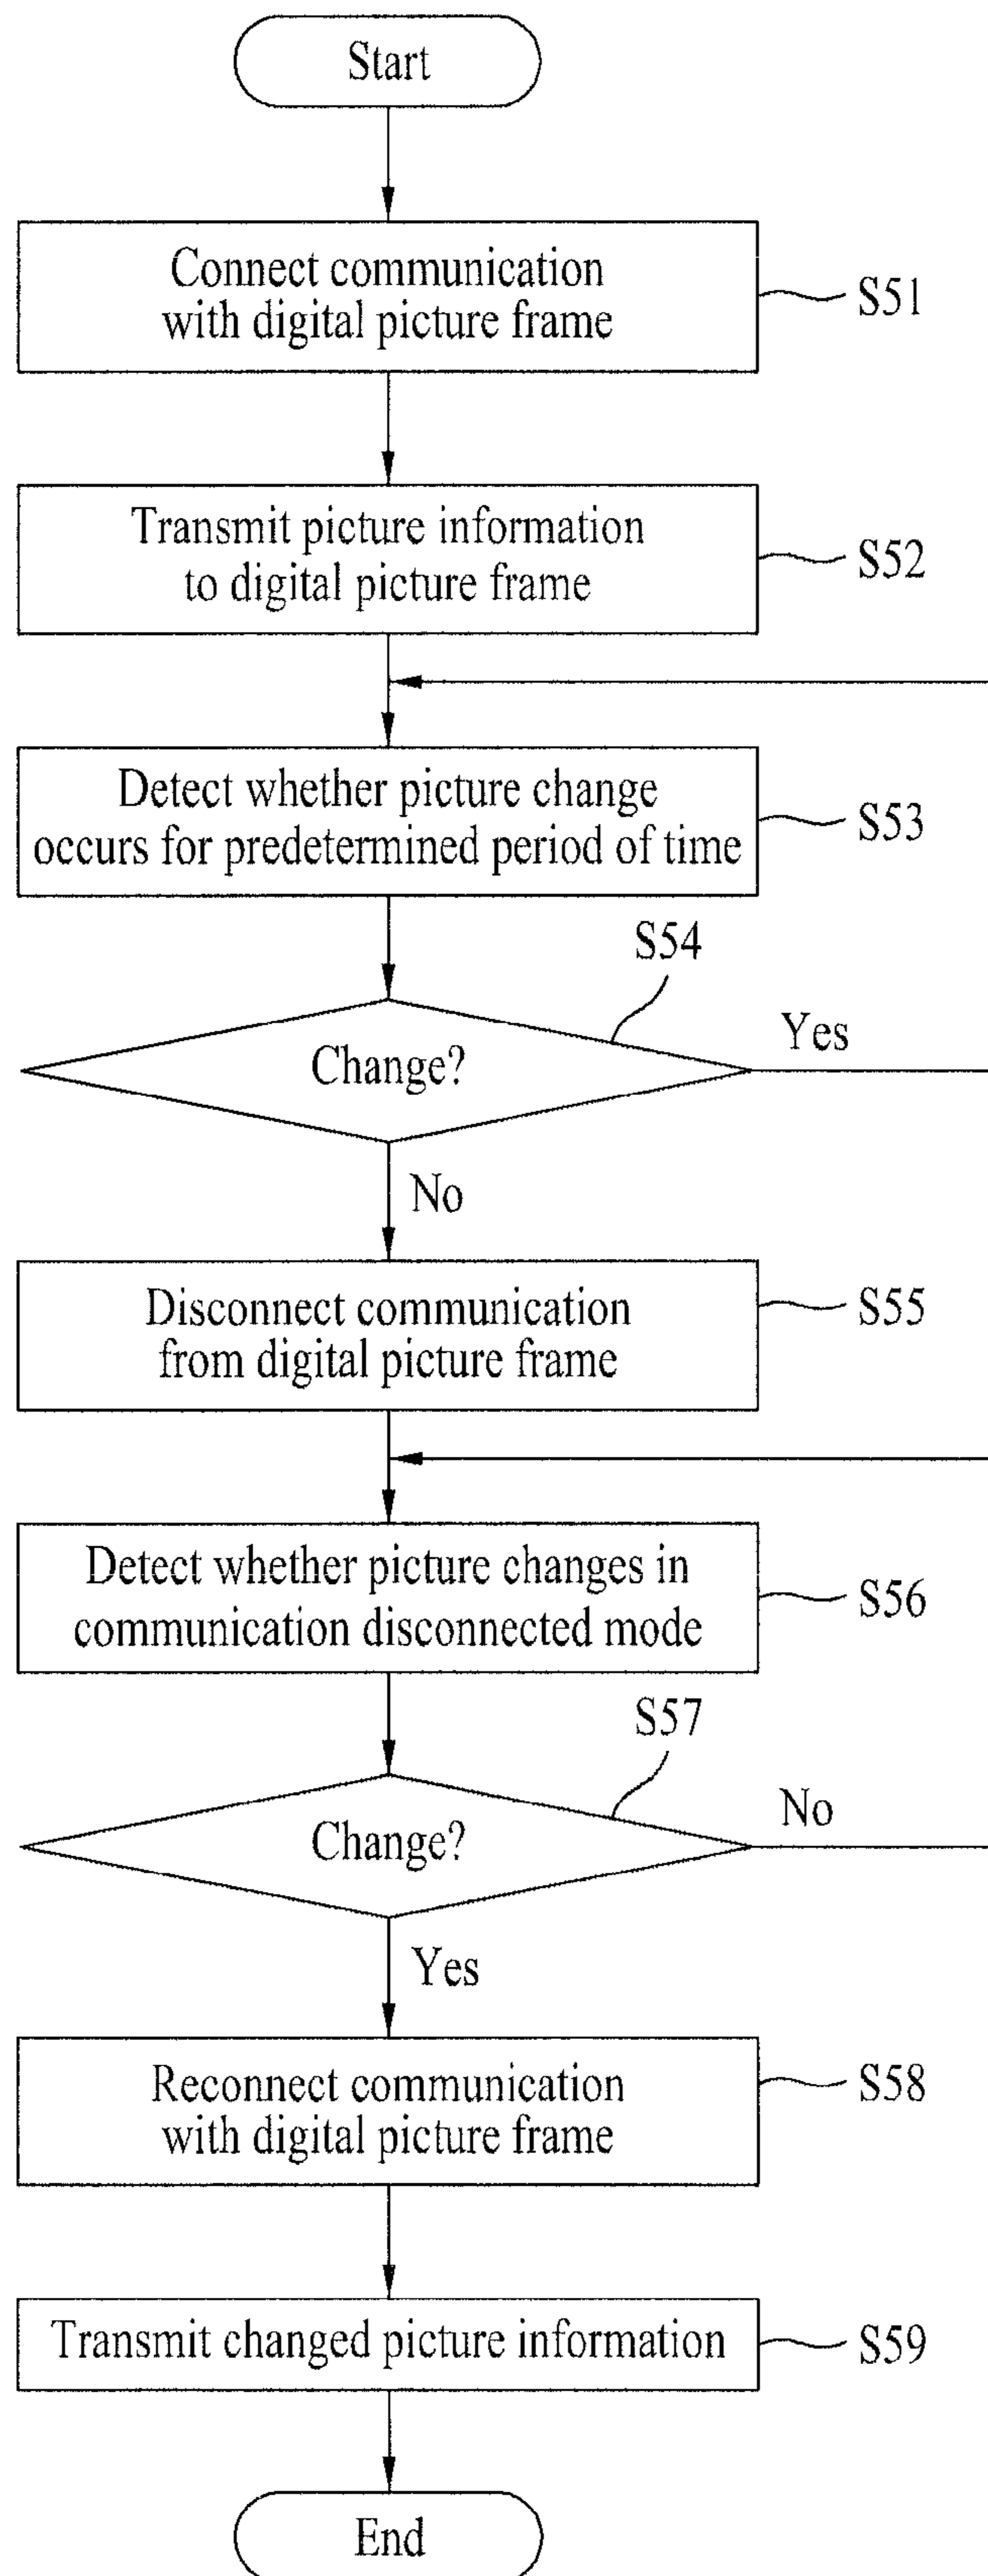 Start
Connect communication
with digital picture frame
S51
Transmit picture information
to digital picture frame
S52
Detect whether picture change
occurs for predetermined period of time
S53
S54
Change?
Yes
No
Disconnect communication
from digital picture frame
S55
Detect whether picture changes in
communication disconnected mode
S56
S57
Change?
No
Yes
Reconnect communication
with digital picture frame
S58
Transmit changed picture information
S59
End